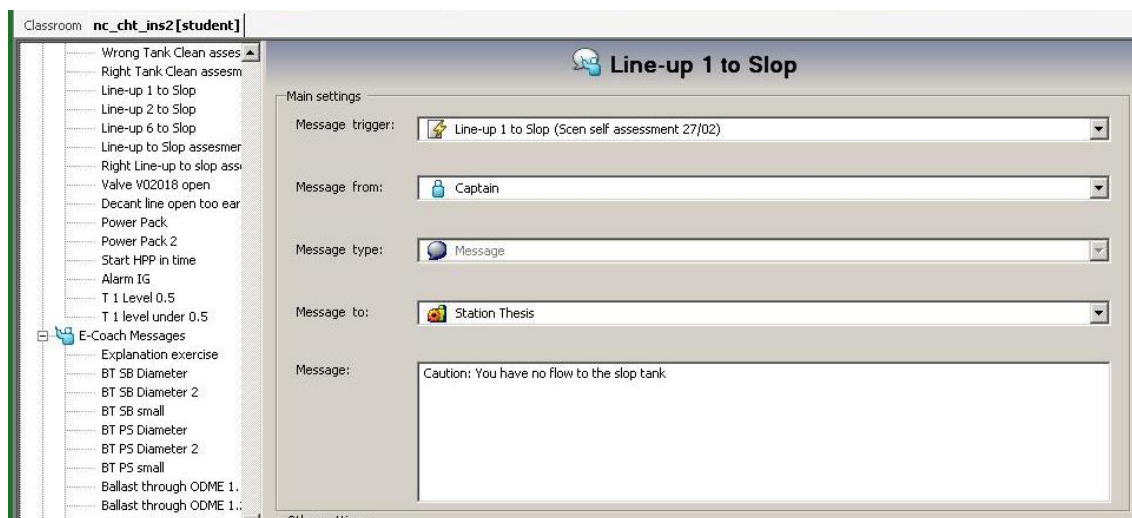 Classroom nc_cht_ins2[student]
Wrong Tank Clean asses
Right Tank Clean assesm
Line-up 1 to Slop
Line-up 2 to Slop
Line-up 6 to Slop
Line-up to Slop assesmer
Right Line-up to slop ass
Valve V02018 open
Decant line open too ear
Power Pack
Power Pack 2
Start HPP in time
Alarm IG
T 1 Level 0.5
T 1 level under 0.5
E-Coach Messages
Explanation exercise
BT SB Diameter
BT SB Diameter 2
BT SB small
BT PS Diameter
BT PS Diameter 2
BT PS small
Ballast through ODME 1.
Ballast through ODME 1.
Line-up 1 to Slop
Main settings
Message trigger: Line-up 1 to Slop (Scen self assessment 27/02)
Message from: Captain
Message type: Message
Message to: Station Thesis
Message: Caution: You have no flow to the slop tank